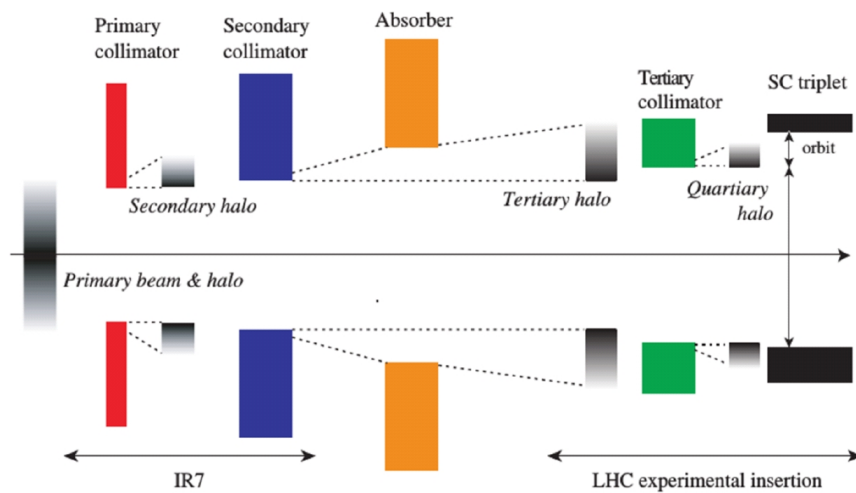 Primary
collimator
Secondary
collimator
Absorber
Tertiary
collimator
SC triplet
orbit
Secondary halo
Tertiary halo
Quartiary
halo
Primary beam & halo
IR7
LHC experimental insertion